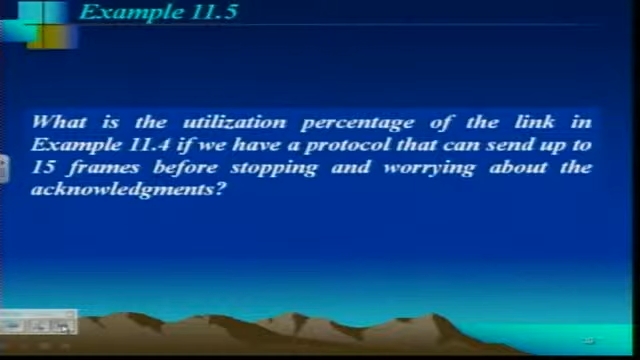 Example 11.5
What is the utilization percentage of the link in
Example 11.4 if we have a protocol that can send up to
15 frames before stopping and worrying about the
acknowledgments?